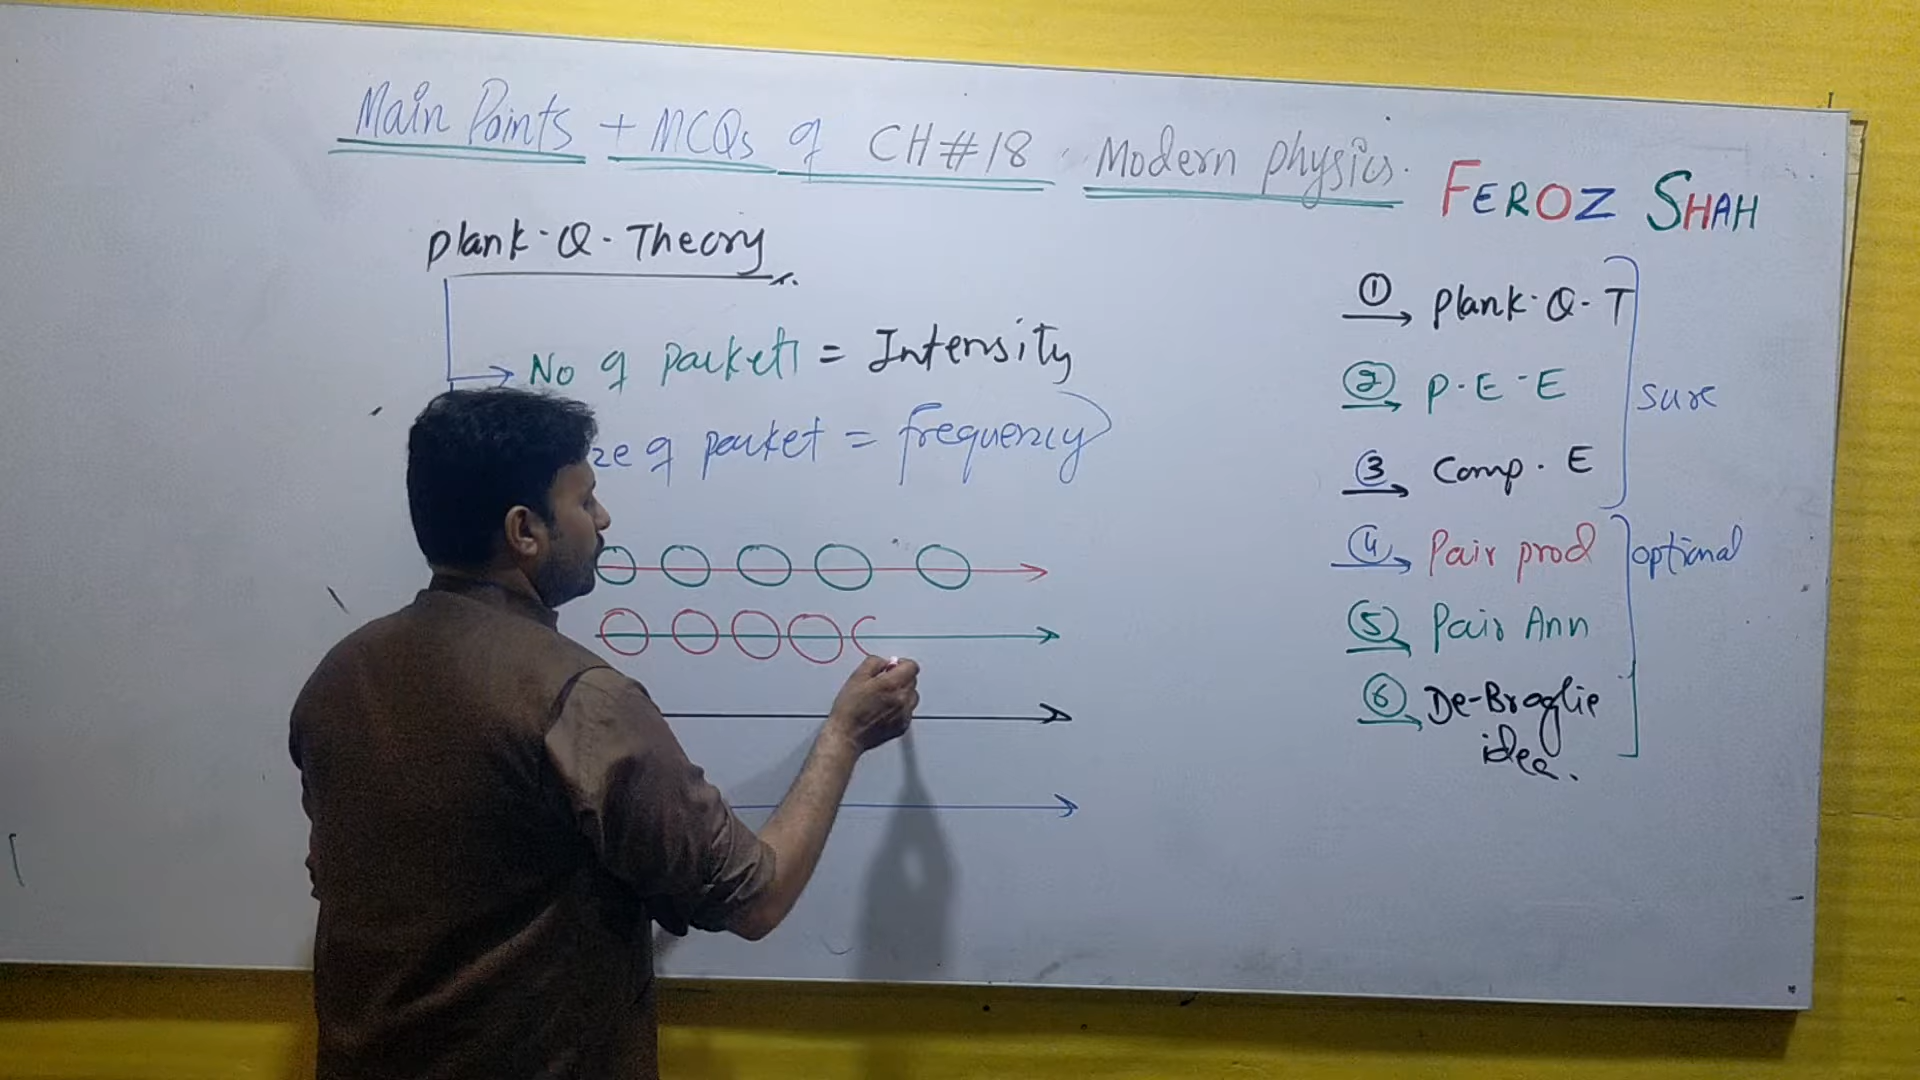 Main Points + MCQs of CH#18 Modern physics.
FEROZ SHAH
plank-Q-Theory
No of packets = Intensity
ze of packet = frequency
① plank-Q-T
② P-E-E
③ Comp. E
sure
④ Pair prod
⑤ Pair Ann
⑥ De-Broglie
idea.
optional